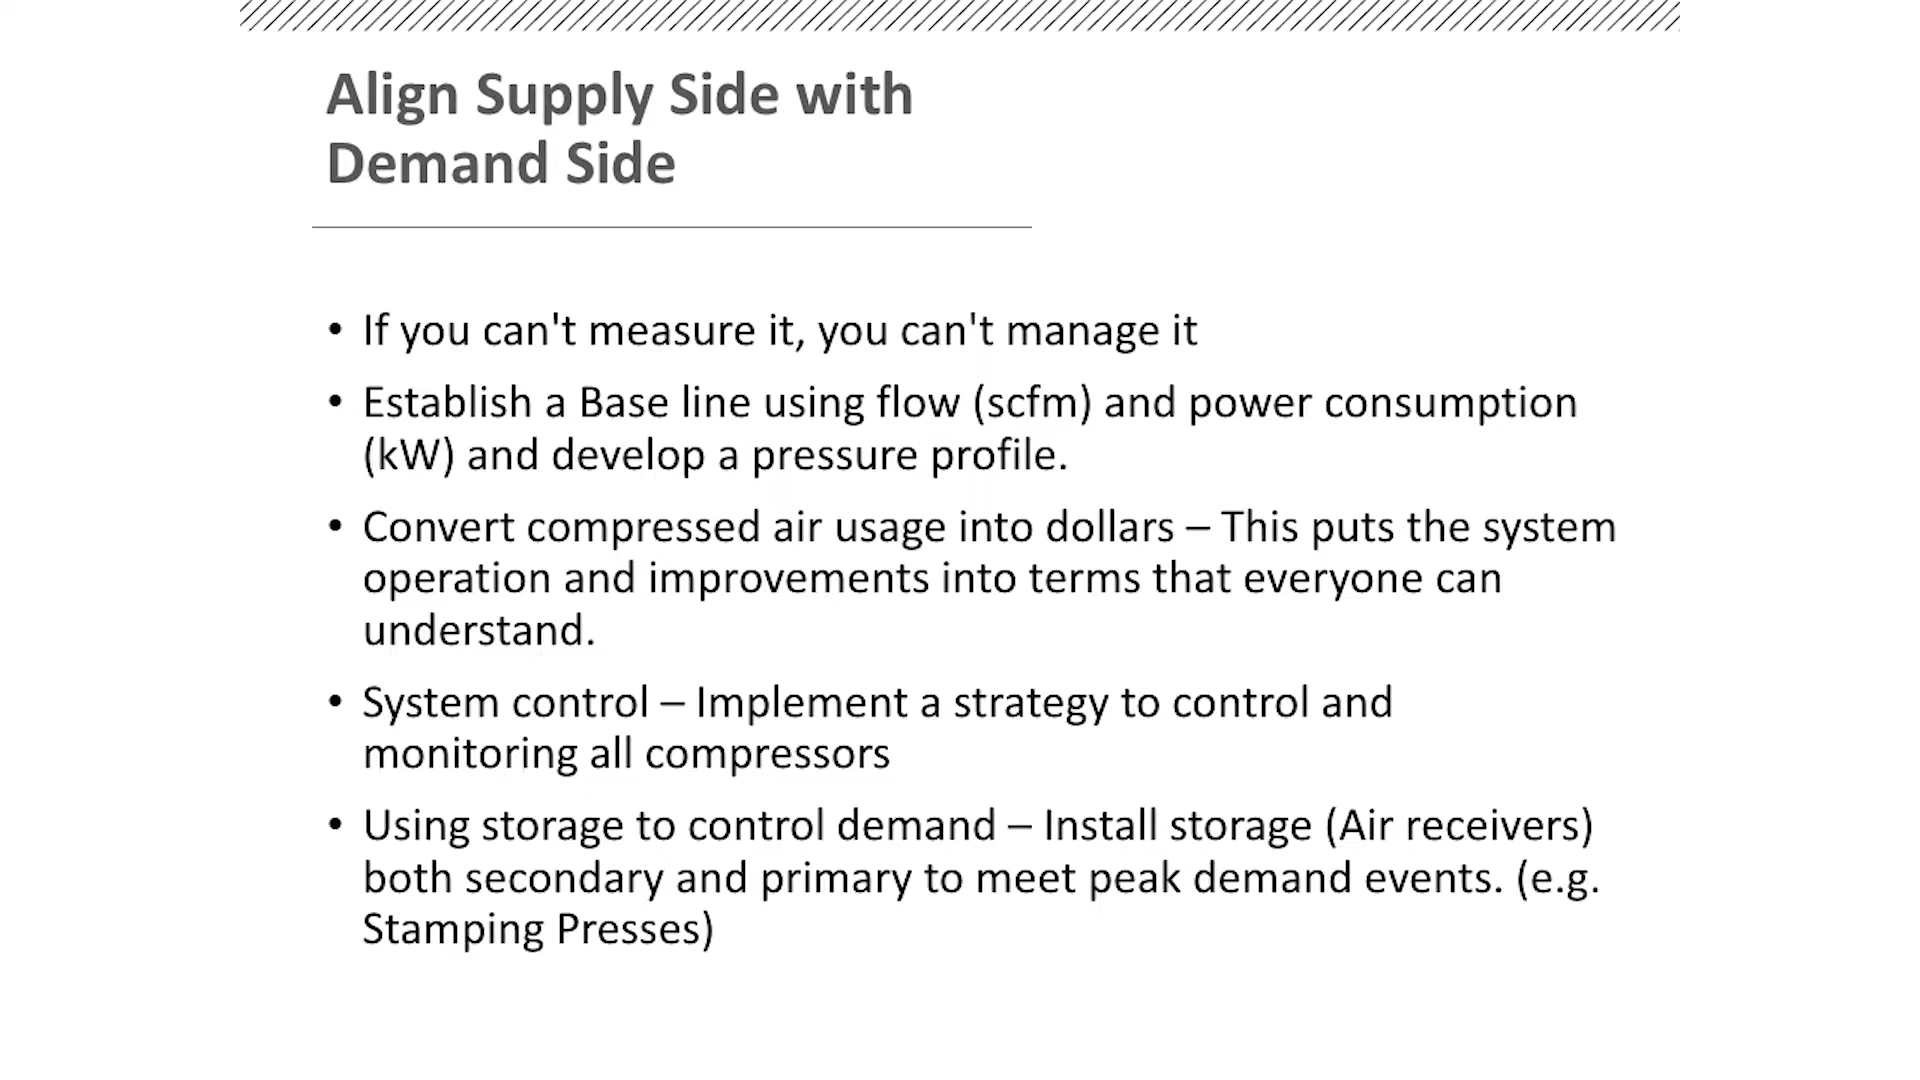 Align Supply Side with
Demand Side
• If you can't measure it, you can't manage it
• Establish a Base line using flow (scfm) and power consumption
(kW) and develop a pressure profile.
• Convert compressed air usage into dollars – This puts the system
operation and improvements into terms that everyone can
understand.
• System control – Implement a strategy to control and
monitoring all compressors
• Using storage to control demand – Install storage (Air receivers)
both secondary and primary to meet peak demand events. (e.g.
Stamping Presses)